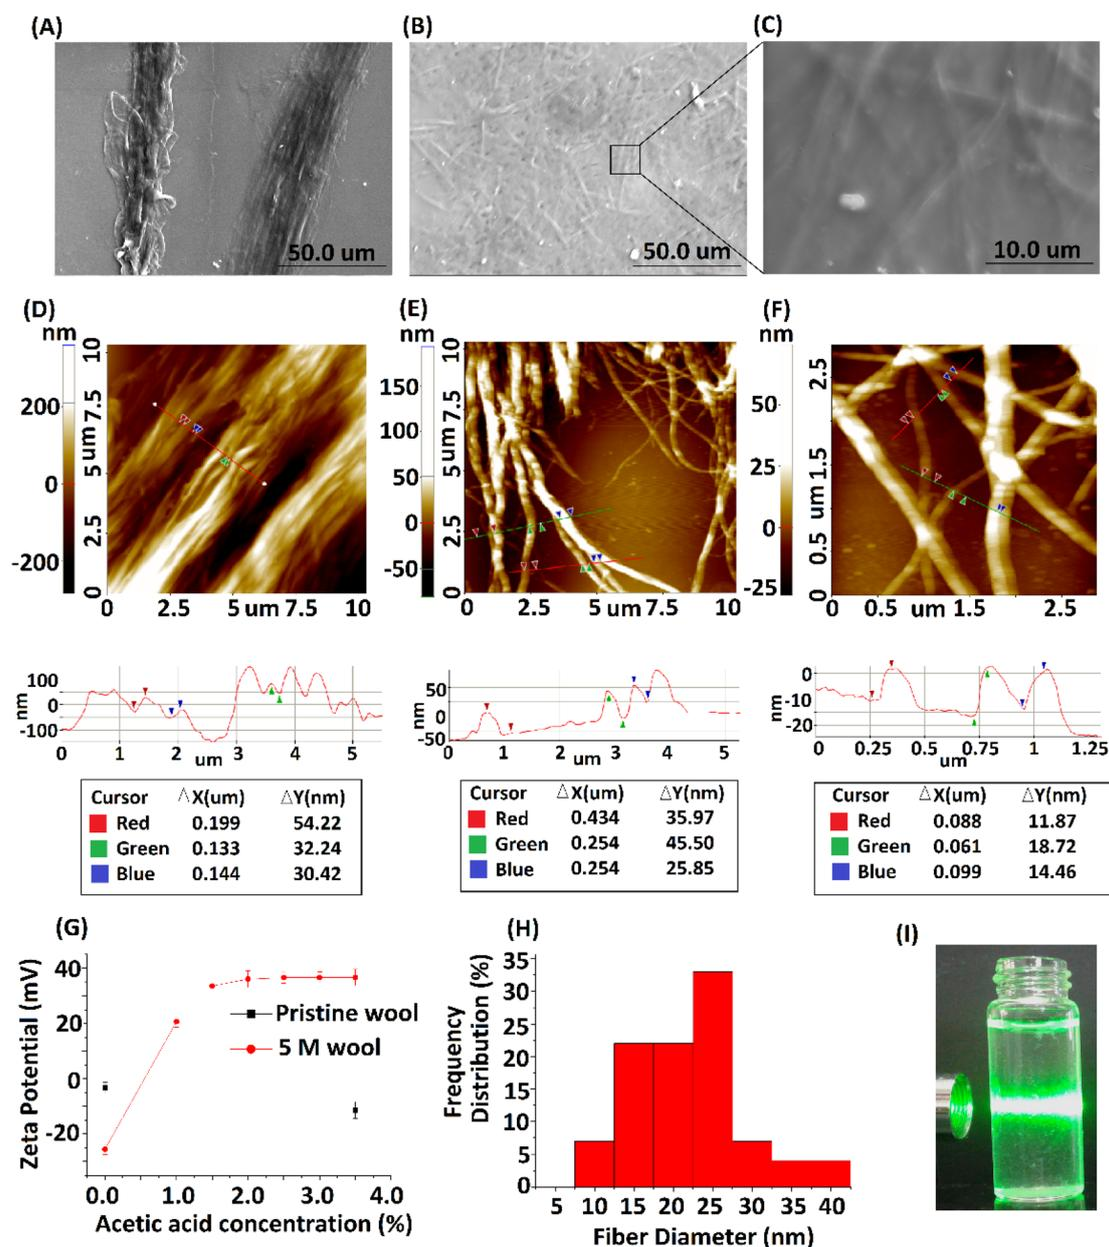 (A)
50.0 um
(B)
50.0 um
(C)
10.0 um
(D)
nm
200
0
-200
10
7.5
um
5
2.5
0
0 2.5 5 um 7.5 10
(E)
nm
150
100
50
0
-50
10
7.5
um
5
2.5
0
0 2.5 5 um 7.5 10
(F)
nm
50
25
0
-25
2.5
1.5
um
0.5
0
0 0.5 um 1.5 2.5
nm
100
0
-100
0 1 2 3 4 5
um
nm
50
0
-50
0 1 2 3 4 5
um
nm
0
-10
-20
0 0.25 0.5 0.75 1 1.25
um
Cursor ΛX(um) ΔY(nm)
Red 0.199 54.22
Green 0.133 32.24
Blue 0.144 30.42
Cursor ΔX(um) ΔY(nm)
Red 0.434 35.97
Green 0.254 45.50
Blue 0.254 25.85
Cursor ΔX(um) ΔY(nm)
Red 0.088 11.87
Green 0.061 18.72
Blue 0.099 14.46
(G)
Zeta Potential (mV)
40
20
0
-20
Pristine wool
5 M wool
0.0 1.0 2.0 3.0 4.0
Acetic acid concentration (%)
(H)
Frequency
Distribution (%)
35
30
25
20
15
10
5
0
5 10 15 20 25 30 35 40
Fiber Diameter (nm)
(I)